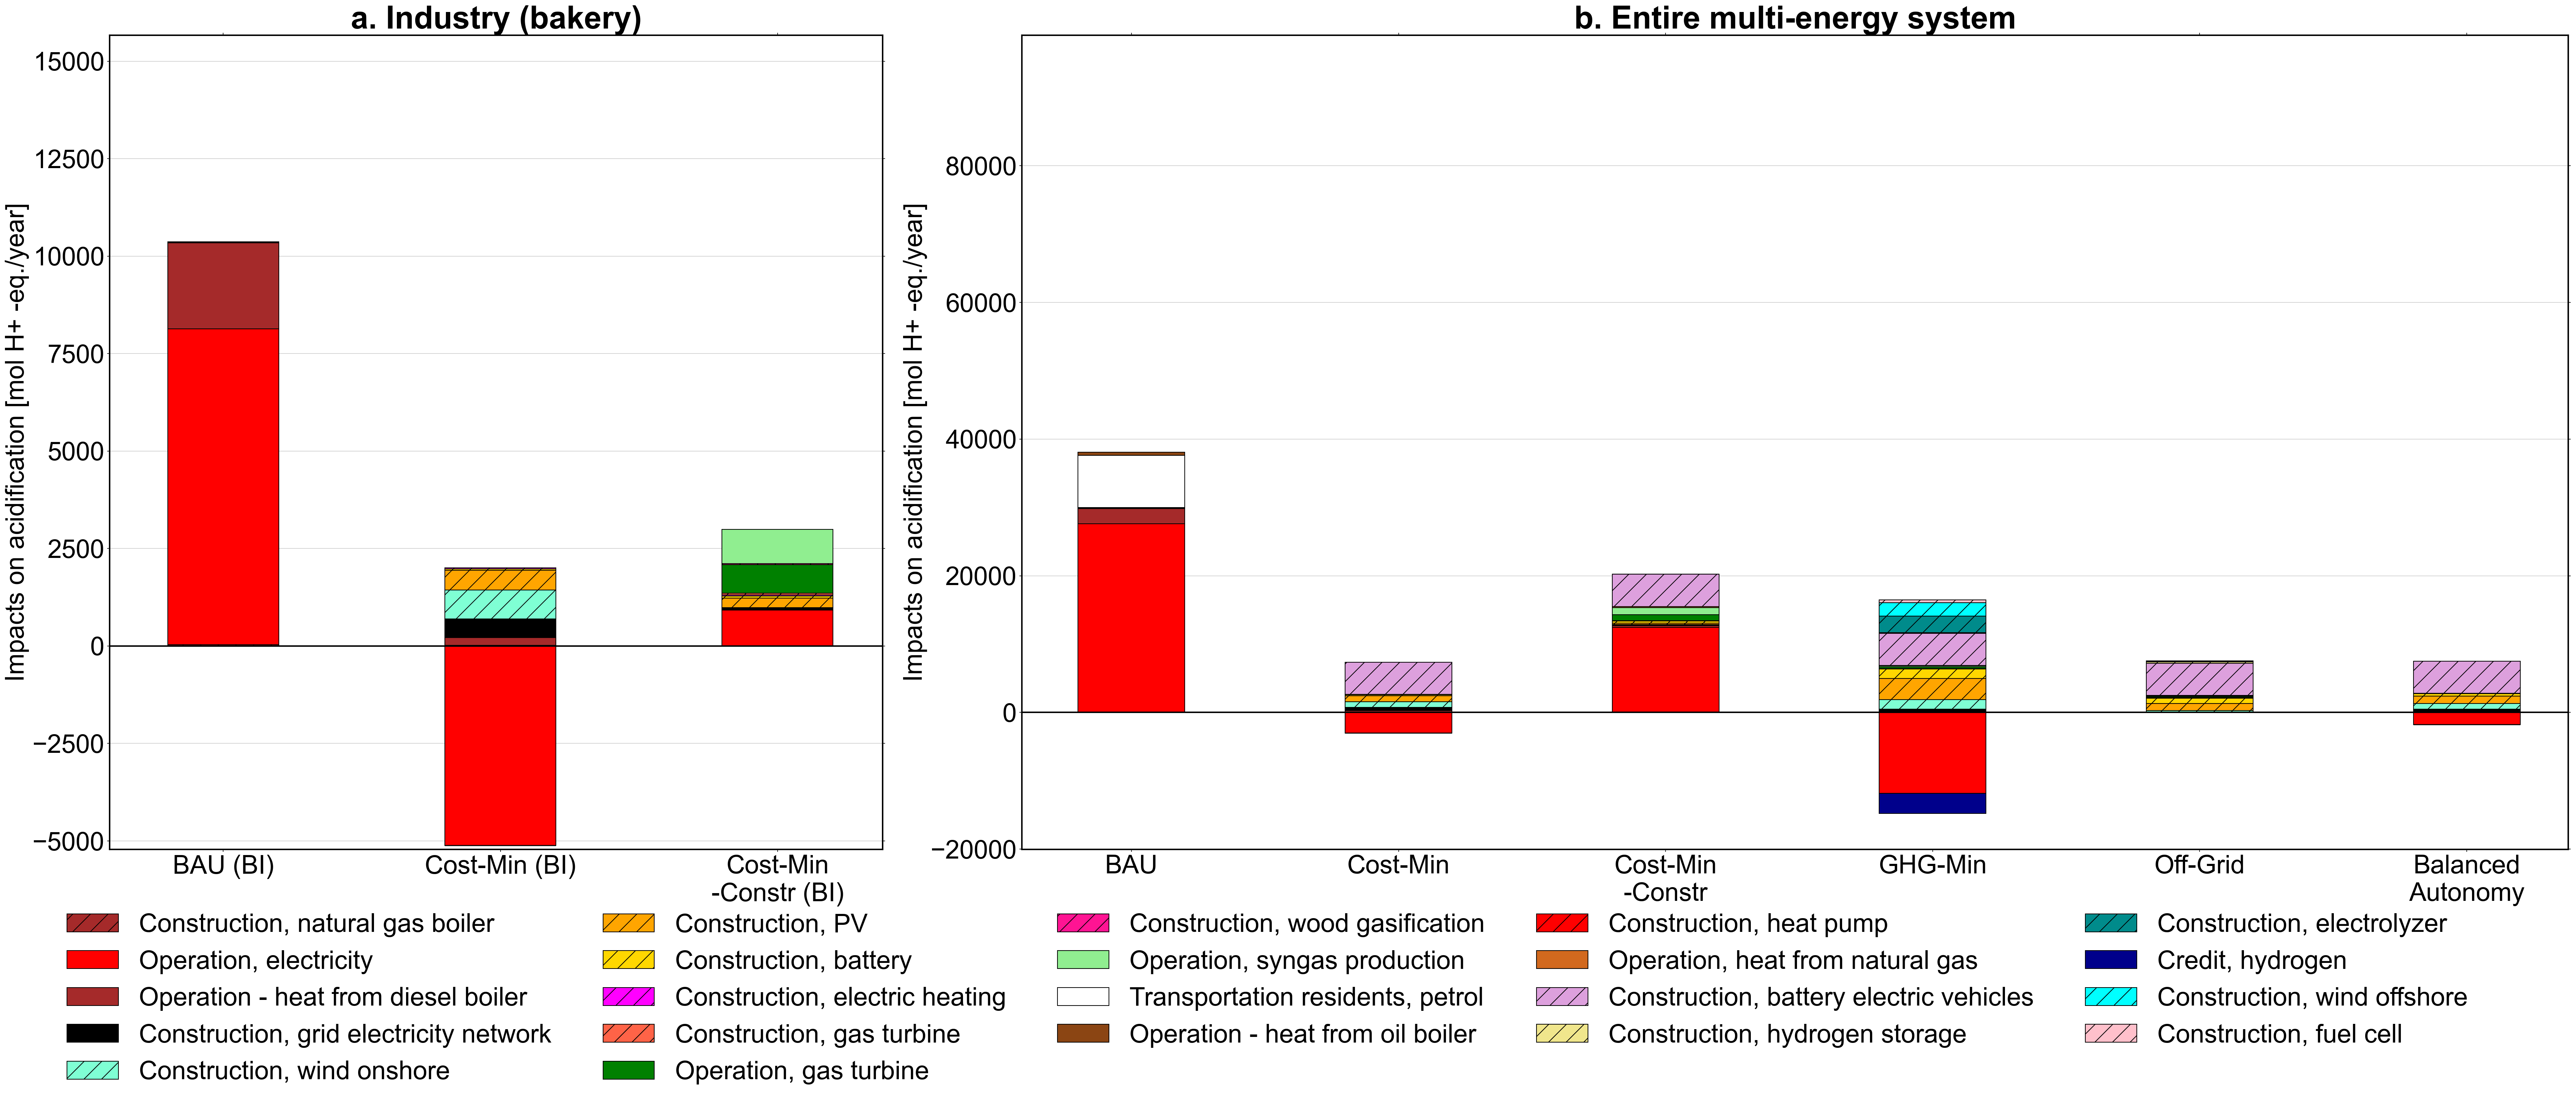 a. Industry (bakery)
b. Entire multi-energy system
Impacts on acidification [mol H+ -eq./year]
15000
12500
10000
7500
5000
2500
0
−2500
−5000
BAU (BI)
Cost-Min (BI)
Cost-Min
-Constr (BI)
Impacts on acidification [mol H+ -eq./year]
80000
60000
40000
20000
0
−20000
BAU
Cost-Min
Cost-Min
-Constr
GHG-Min
Off-Grid
Balanced
Autonomy
Construction, natural gas boiler
Operation, electricity
Operation - heat from diesel boiler
Construction, grid electricity network
Construction, wind onshore
Construction, PV
Construction, battery
Construction, electric heating
Construction, gas turbine
Operation, gas turbine
Construction, wood gasification
Operation, syngas production
Transportation residents, petrol
Operation - heat from oil boiler
Construction, heat pump
Operation, heat from natural gas
Construction, battery electric vehicles
Construction, hydrogen storage
Construction, electrolyzer
Credit, hydrogen
Construction, wind offshore
Construction, fuel cell